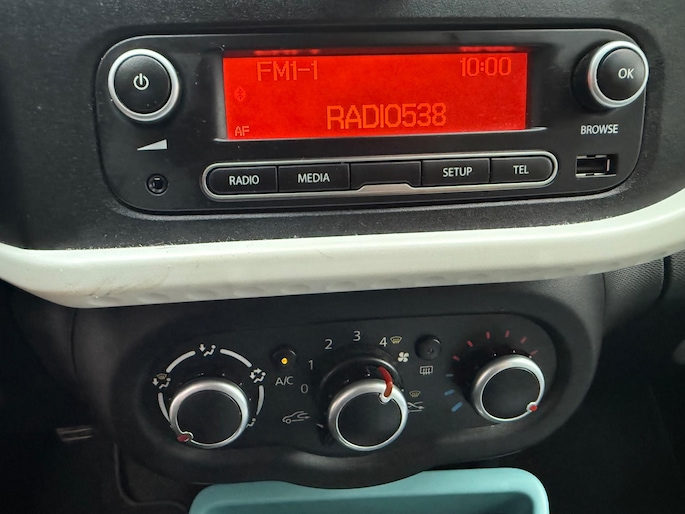 FM1-1 10:00
AF RADIO538
OK
BROWSE
RADIO MEDIA SETUP TEL
0 1 2 3 4
A/C